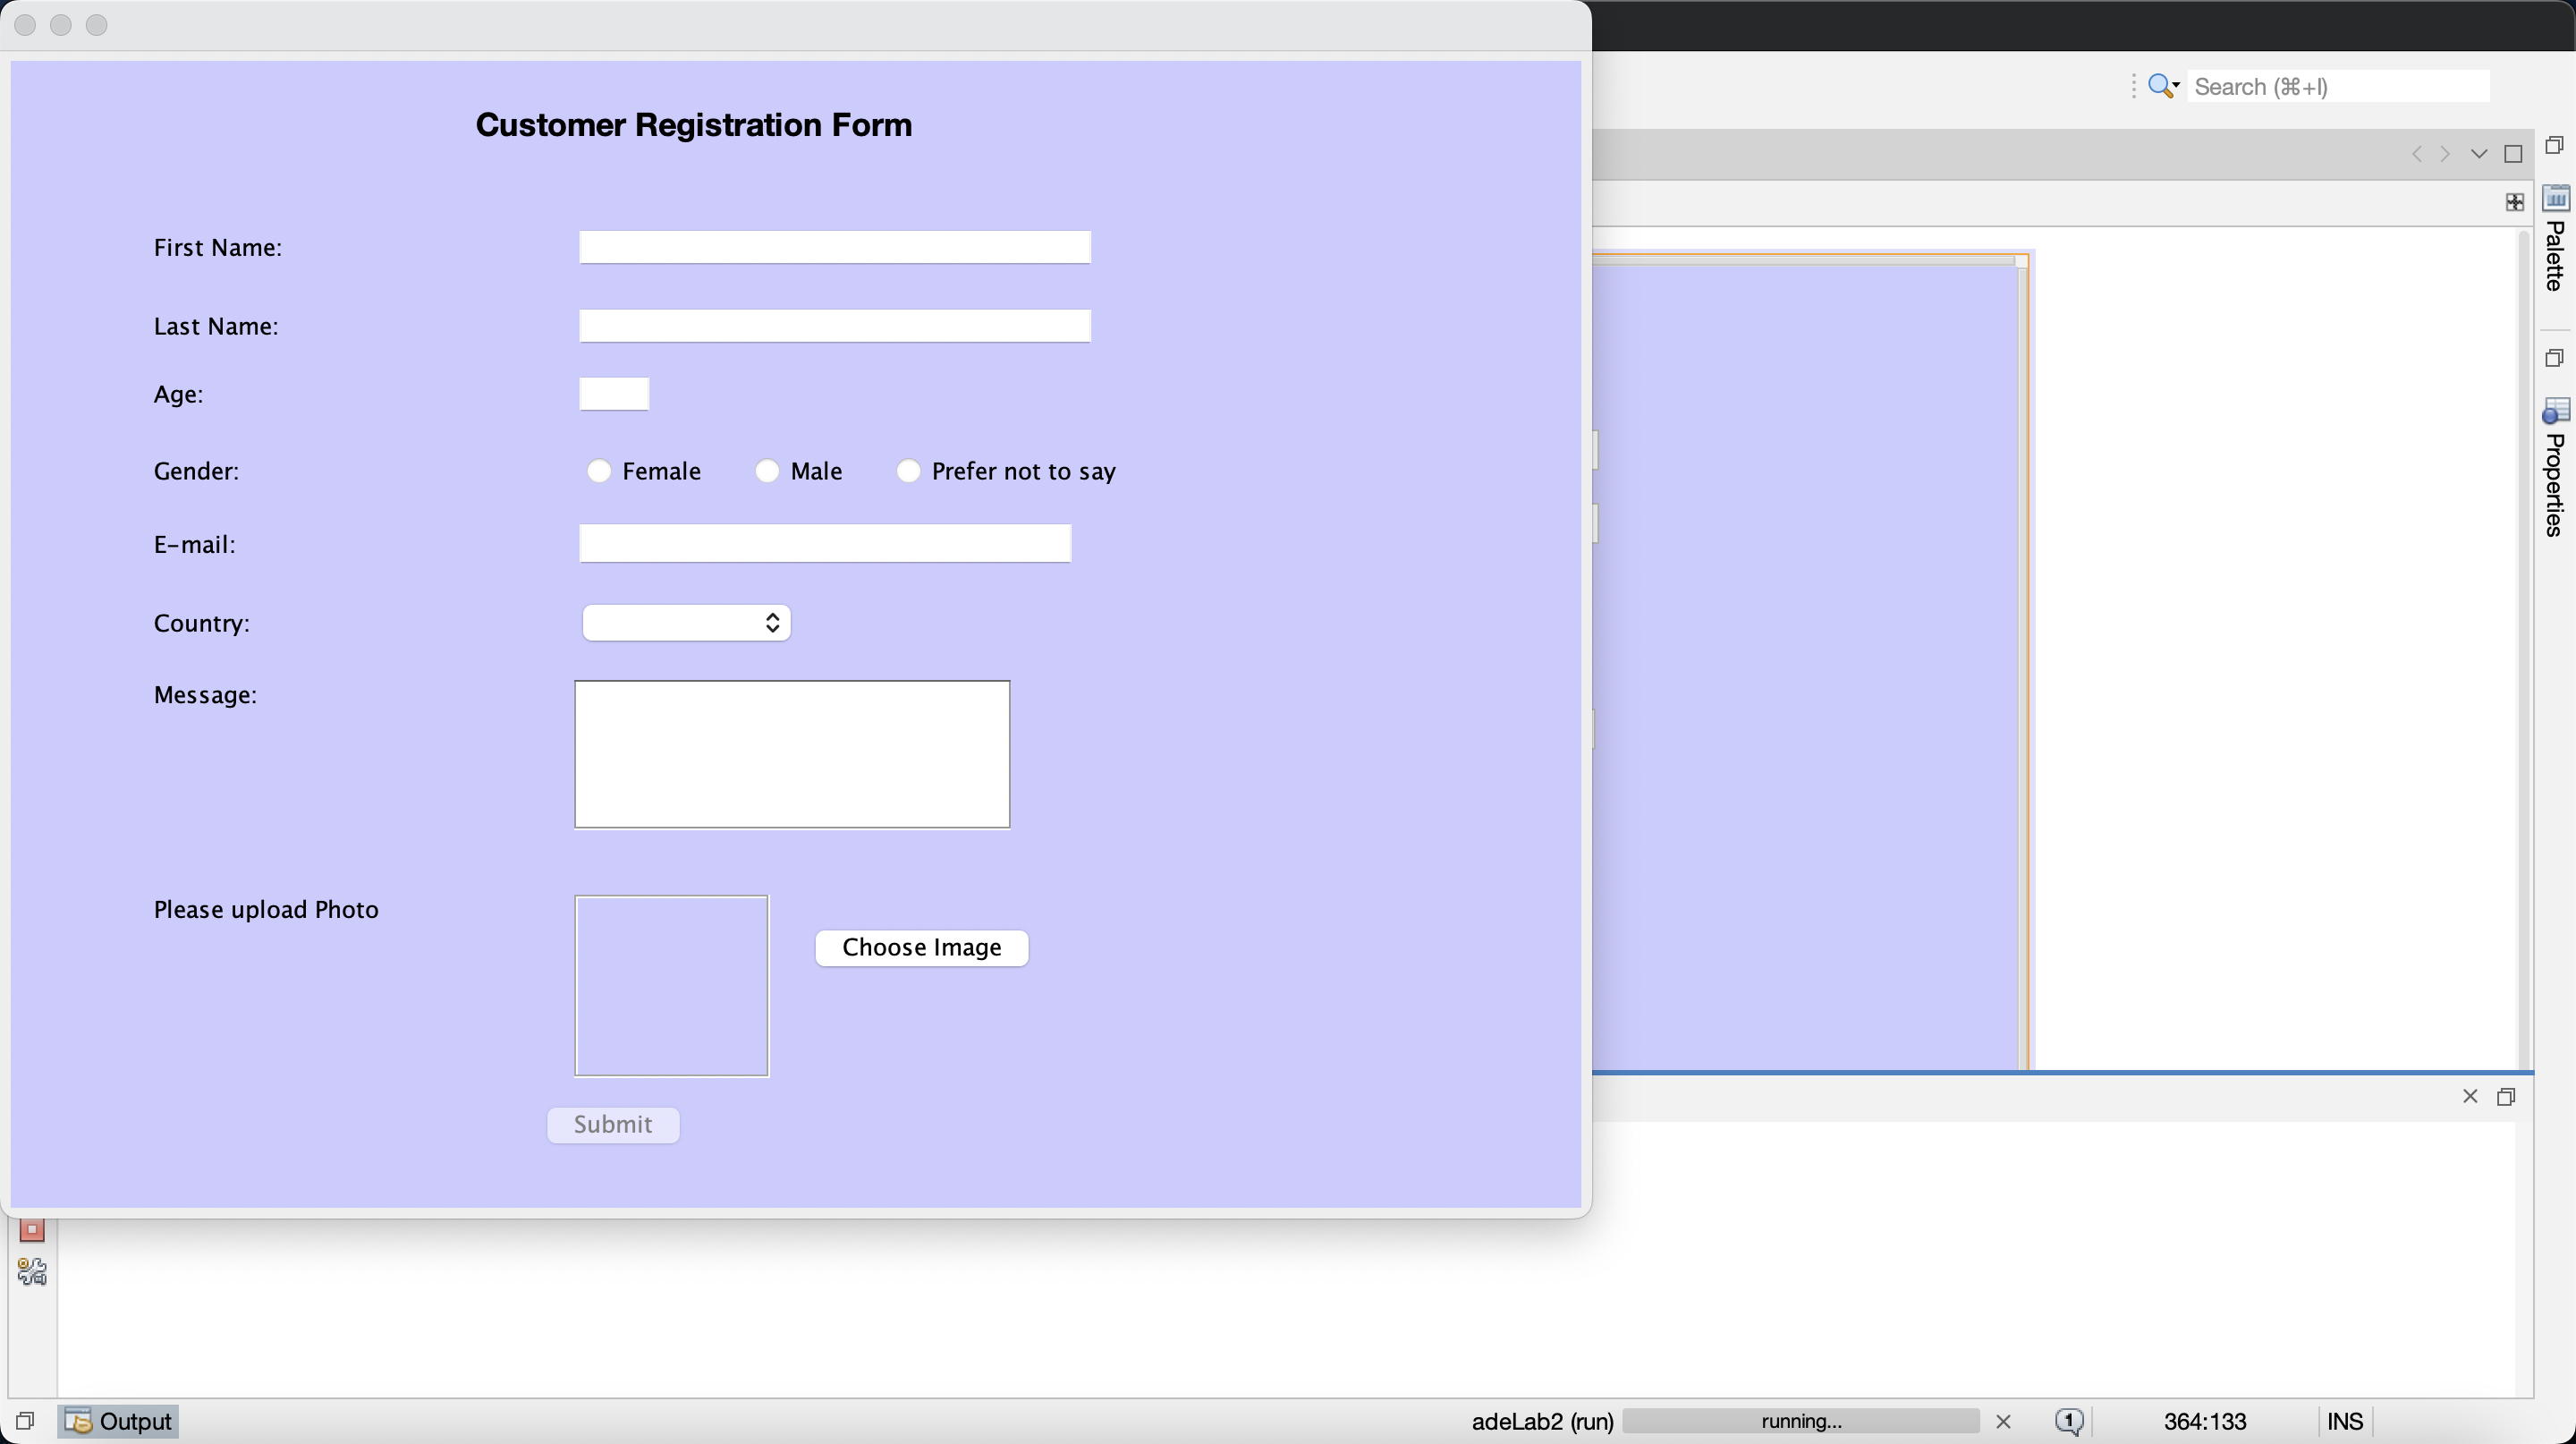 Customer Registration Form
Search (⌘+I)
First Name:
Last Name:
Age:
Gender:
Female
Male
Prefer not to say
E-mail:
Country:
Message:
Please upload Photo
Choose Image
Submit
Palette
Properties
Output
adeLab2 (run)
running...
1
364:133
INS